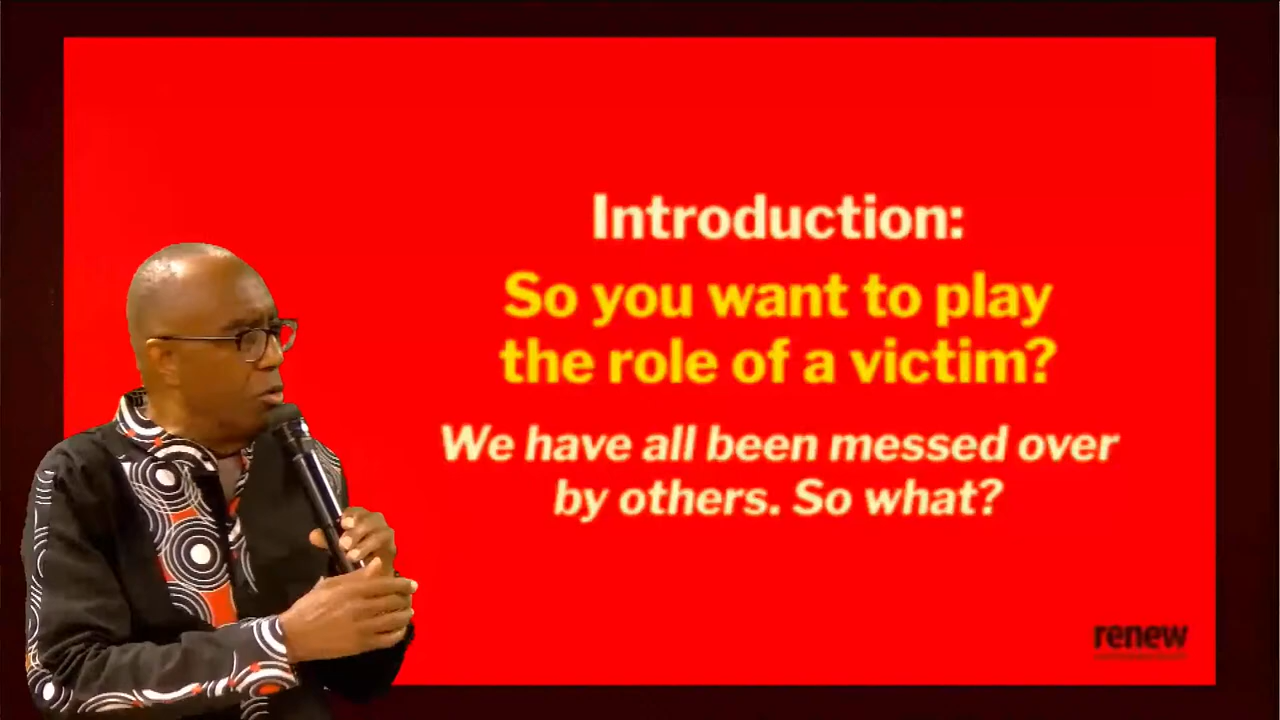 Introduction:
So you want to play
the role of a victim?
We have all been messed over
by others. So what?
renew